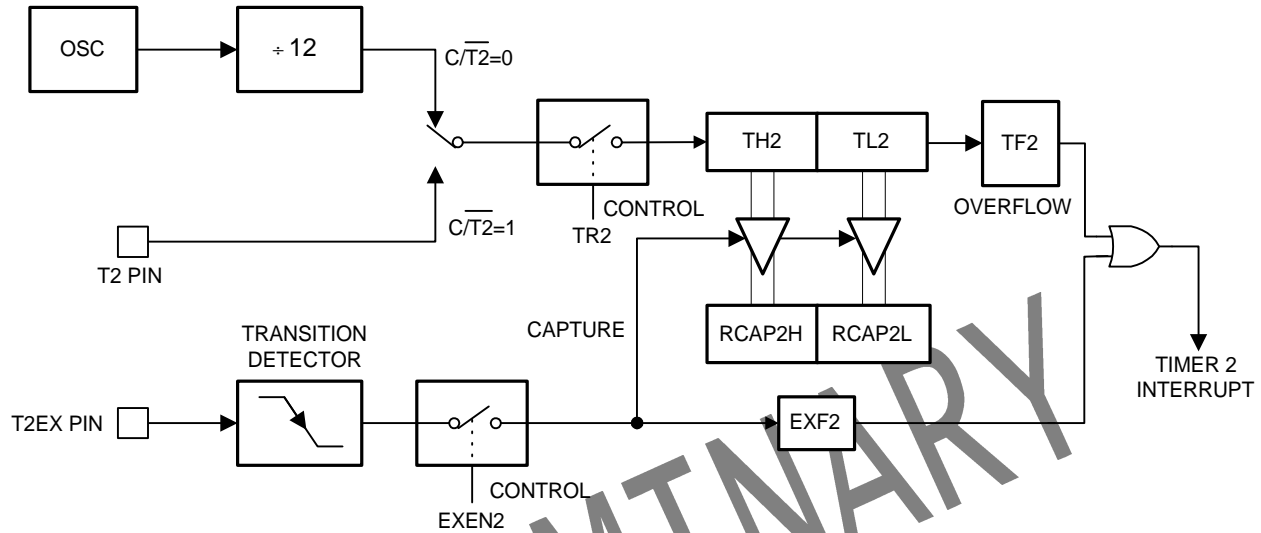 OSC
÷ 12
C/T2=0
TH2
TL2
TF2
CONTROL
TR2
OVERFLOW
C/T2=1
T2 PIN
CAPTURE
RCAP2H
RCAP2L
TRANSITION
DETECTOR
TIMER 2
INTERRUPT
T2EX PIN
EXF2
CONTROL
EXEN2
MINARY